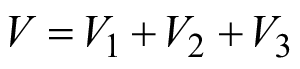 V = V₁ + V₂ + V₃